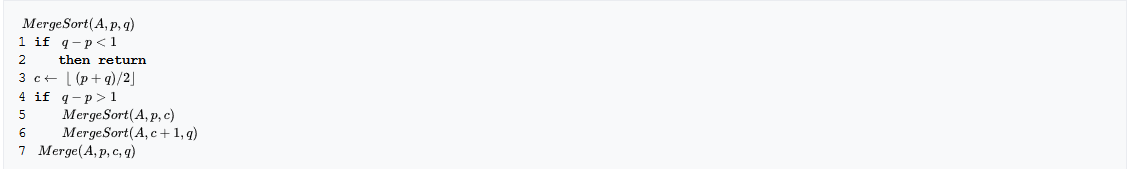 MergeSort(A, p, q)
1 if q − p < 1
2 then return
3 c ← ⌊ (p + q)/2⌋
4 if q − p > 1
5 MergeSort(A, p, c)
6 MergeSort(A, c + 1, q)
7 Merge(A, p, c, q)